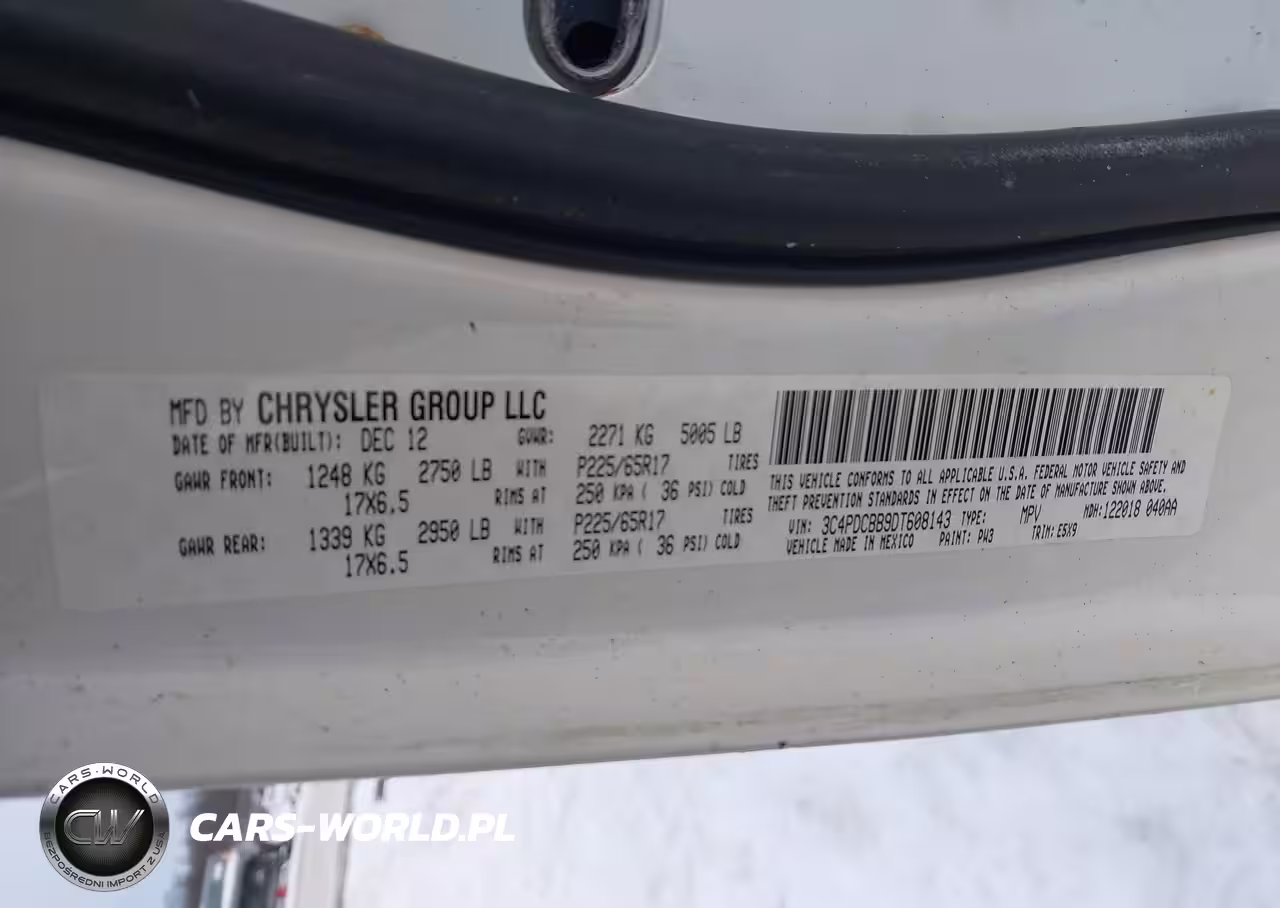 MFD BY CHRYSLER GROUP LLC
DATE OF MFR(BUILT): DEC 12 GVWR: 2271 KG 5005 LB
GAWR FRONT: 1248 KG 2750 LB WITH P225/65R17 TIRES
17X6.5 RIMS AT 250 KPA ( 36 PSI) COLD
GAWR REAR: 1339 KG 2950 LB WITH P225/65R17 TIRES
17X6.5 RIMS AT 250 KPA ( 36 PSI) COLD
THIS VEHICLE CONFORMS TO ALL APPLICABLE U.S.A. FEDERAL MOTOR VEHICLE SAFETY AND
THEFT PREVENTION STANDARDS IN EFFECT ON THE DATE OF MANUFACTURE SHOWN ABOVE.
VIN: 3C4PDCBB9DT608143 TYPE: MPV MDH: 122018 040AA
VEHICLE MADE IN MEXICO PAINT: PW3 TRIM: E5X9
CARS-WORLD
CW
BEZPOŚREDNI IMPORT Z USA
CARS-WORLD.PL